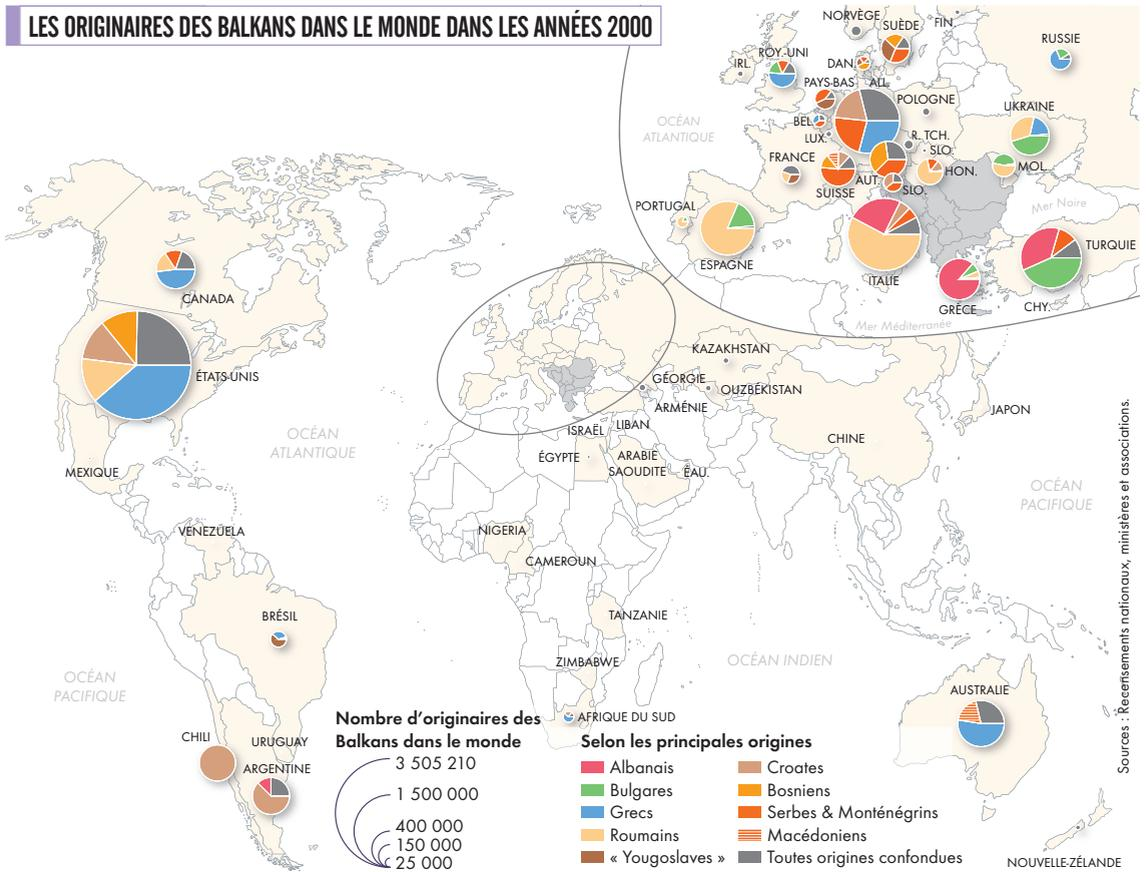 LES ORIGINAIRES DES BALKANS DANS LE MONDE DANS LES ANNÉES 2000
NORVÈGE
SUÈDE
FIN.
RUSSIE
IRL.
ROY.-UNI
DAN.
PAYS-BAS
ALL.
POLOGNE
UKRAINE
OCÉAN
ATLANTIQUE
BEL.
LUX.
R. TCH.
SLO.
FRANCE
HON.
MOL.
AUT.
SUISSE
SLO.
PORTUGAL
Mer Noire
TURQUIE
ESPAGNE
ITALIE
GRÈCE
CHY.
Mer Méditerranée
CANADA
ÉTATS-UNIS
KAZAKHSTAN
GÉORGIE
OUZBÉKISTAN
ARMÉNIE
JAPON
OCÉAN
ATLANTIQUE
ISRAËL
LIBAN
CHINE
MEXIQUE
ÉGYPTE
ARABIE
SAOUDITE
ÉAU.
OCÉAN
PACIFIQUE
VENEZUELA
NIGERIA
CAMEROUN
BRÉSIL
TANZANIE
ZIMBABWE
OCÉAN INDIEN
OCÉAN
PACIFIQUE
AUSTRALIE
AFRIQUE DU SUD
CHILI
URUGUAY
ARGENTINE
NOUVELLE-ZÉLANDE
Nombre d'originaires des
Balkans dans le monde
3 505 210
1 500 000
400 000
150 000
25 000
Selon les principales origines
Albanais
Bulgares
Grecs
Roumains
« Yougoslaves »
Croates
Bosniens
Serbes & Monténégrins
Macédoniens
Toutes origines confondues
Sources : Recensements nationaux, ministères et associations.